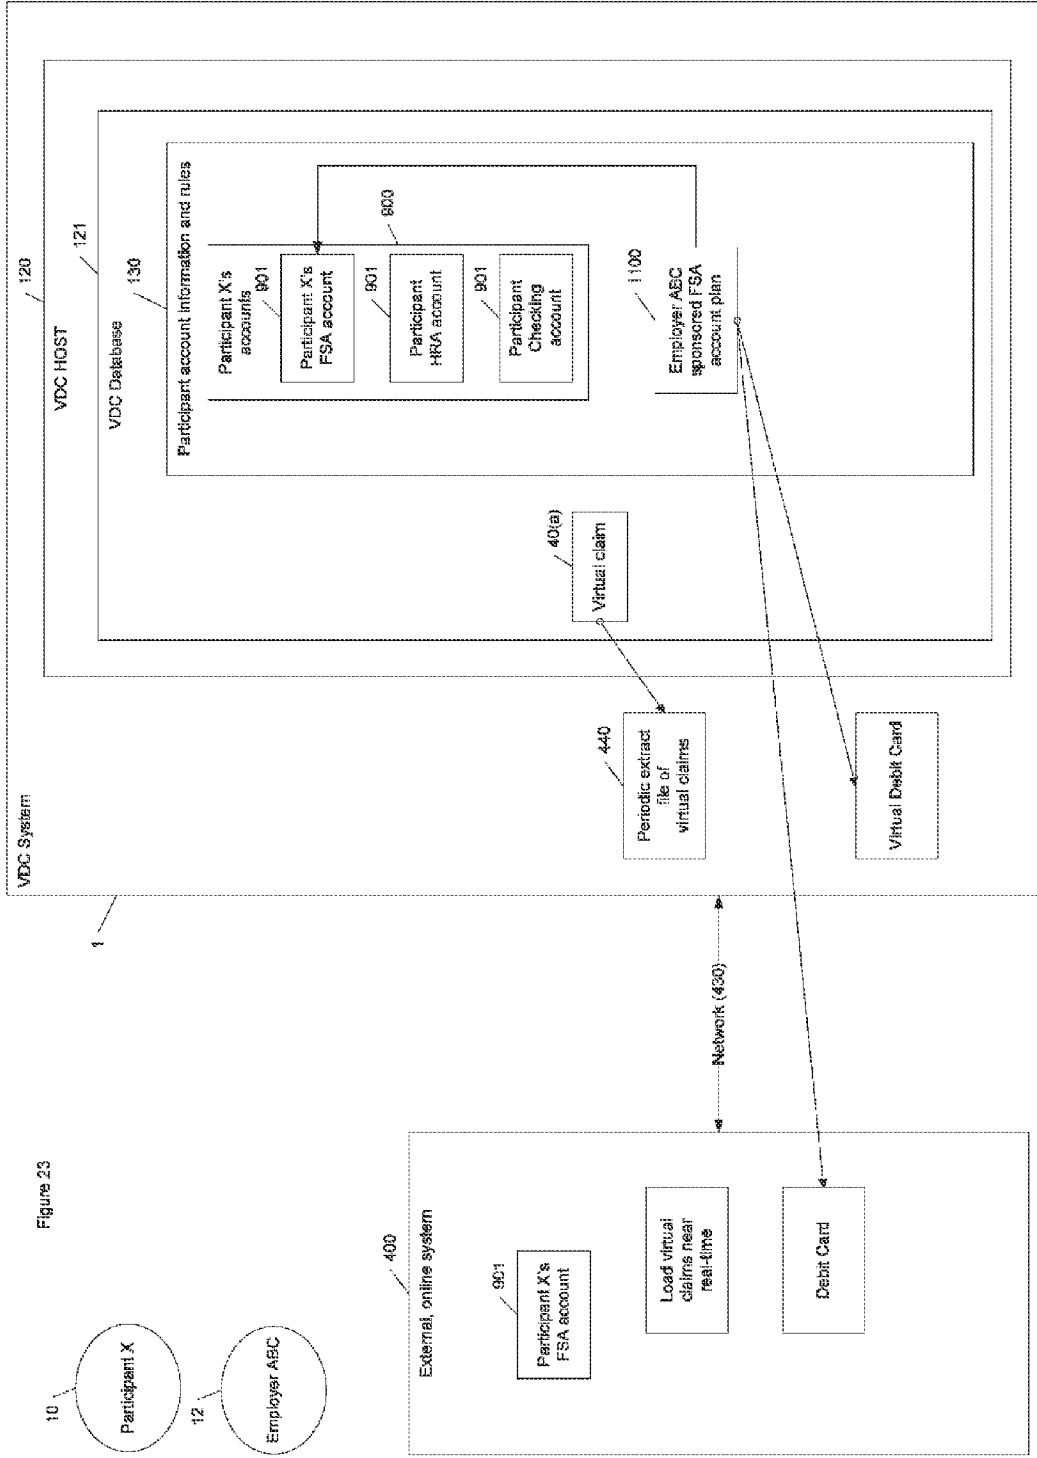 Figure 23
10
Participant X
12
Employer ABC
400
External, online system
901
Participant X's
FSA account
Load virtual
claims near
real-time
Debit Card
Network (430)
1
VDC System
120
VDC HOST
121
VDC Database
130
Participant account information and rules
Participant X's
accounts
900
901
Participant X's
FSA account
901
Participant
HRA account
901
Participant
Checking
account
1100
Employer ABC
sponsored FSA
account plan
40(a)
Virtual claim
440
Periodic extract
file of
virtual claims
Virtual Debit Card